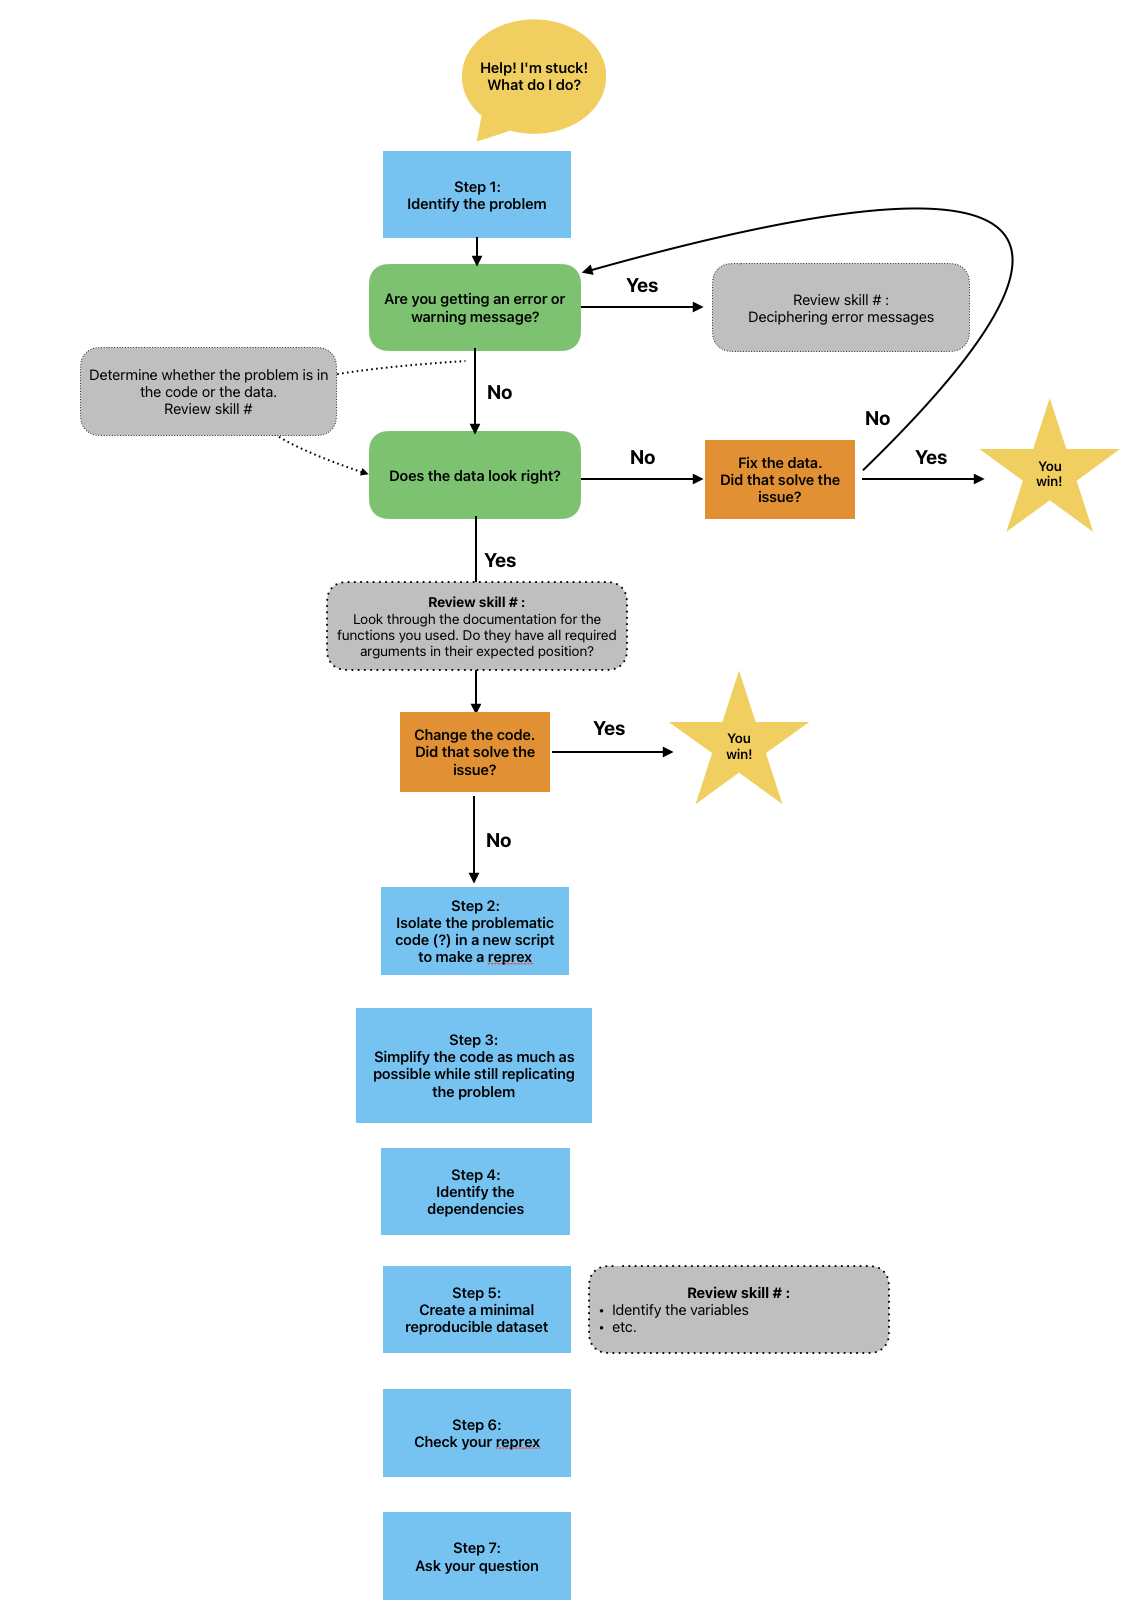 Help! I'm stuck!
What do I do?
Step 1:
Identify the problem
Are you getting an error or
warning message?
Yes
Review skill # :
Deciphering error messages
Determine whether the problem is in
the code or the data.
Review skill #
No
Does the data look right?
No
Fix the data.
Did that solve the
issue?
No
Yes
You
win!
Yes
Review skill # :
Look through the documentation for the
functions you used. Do they have all required
arguments in their expected position?
Change the code.
Did that solve the
issue?
Yes
You
win!
No
Step 2:
Isolate the problematic
code (?) in a new script
to make a reprex
Step 3:
Simplify the code as much as
possible while still replicating
the problem
Step 4:
Identify the
dependencies
Step 5:
Create a minimal
reproducible dataset
Review skill # :
• Identify the variables
• etc.
Step 6:
Check your reprex
Step 7:
Ask your question